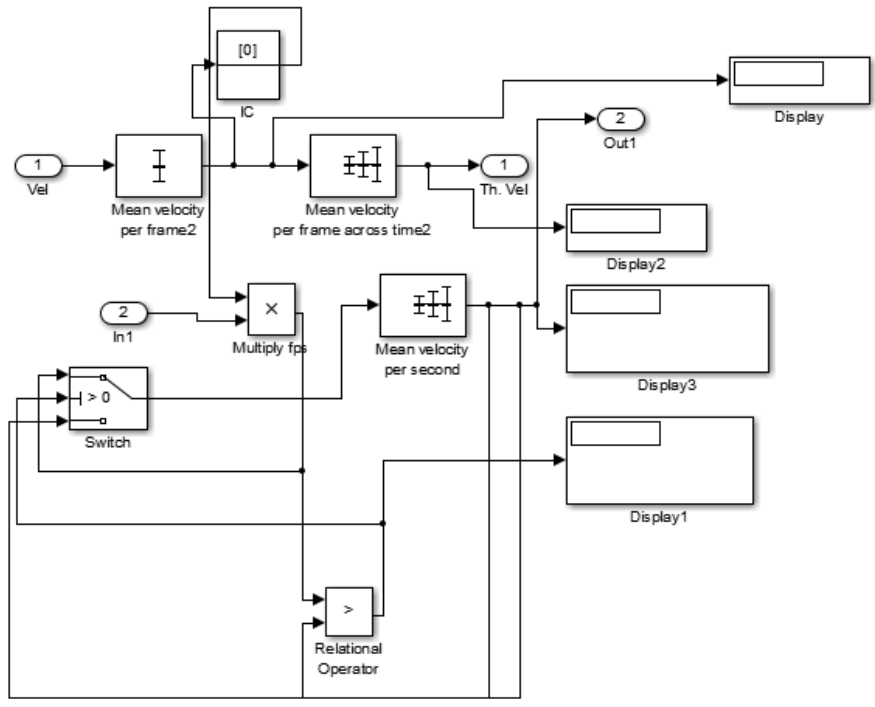 [0]
IC
Display
2
Out1
1
Vel
Mean velocity
per frame2
Mean velocity
per frame across time2
1
Th. Vel
Display2
2
In1
×
Multiply fps
Mean velocity
per second
Display3
> 0
Switch
Display1
>
Relational
Operator